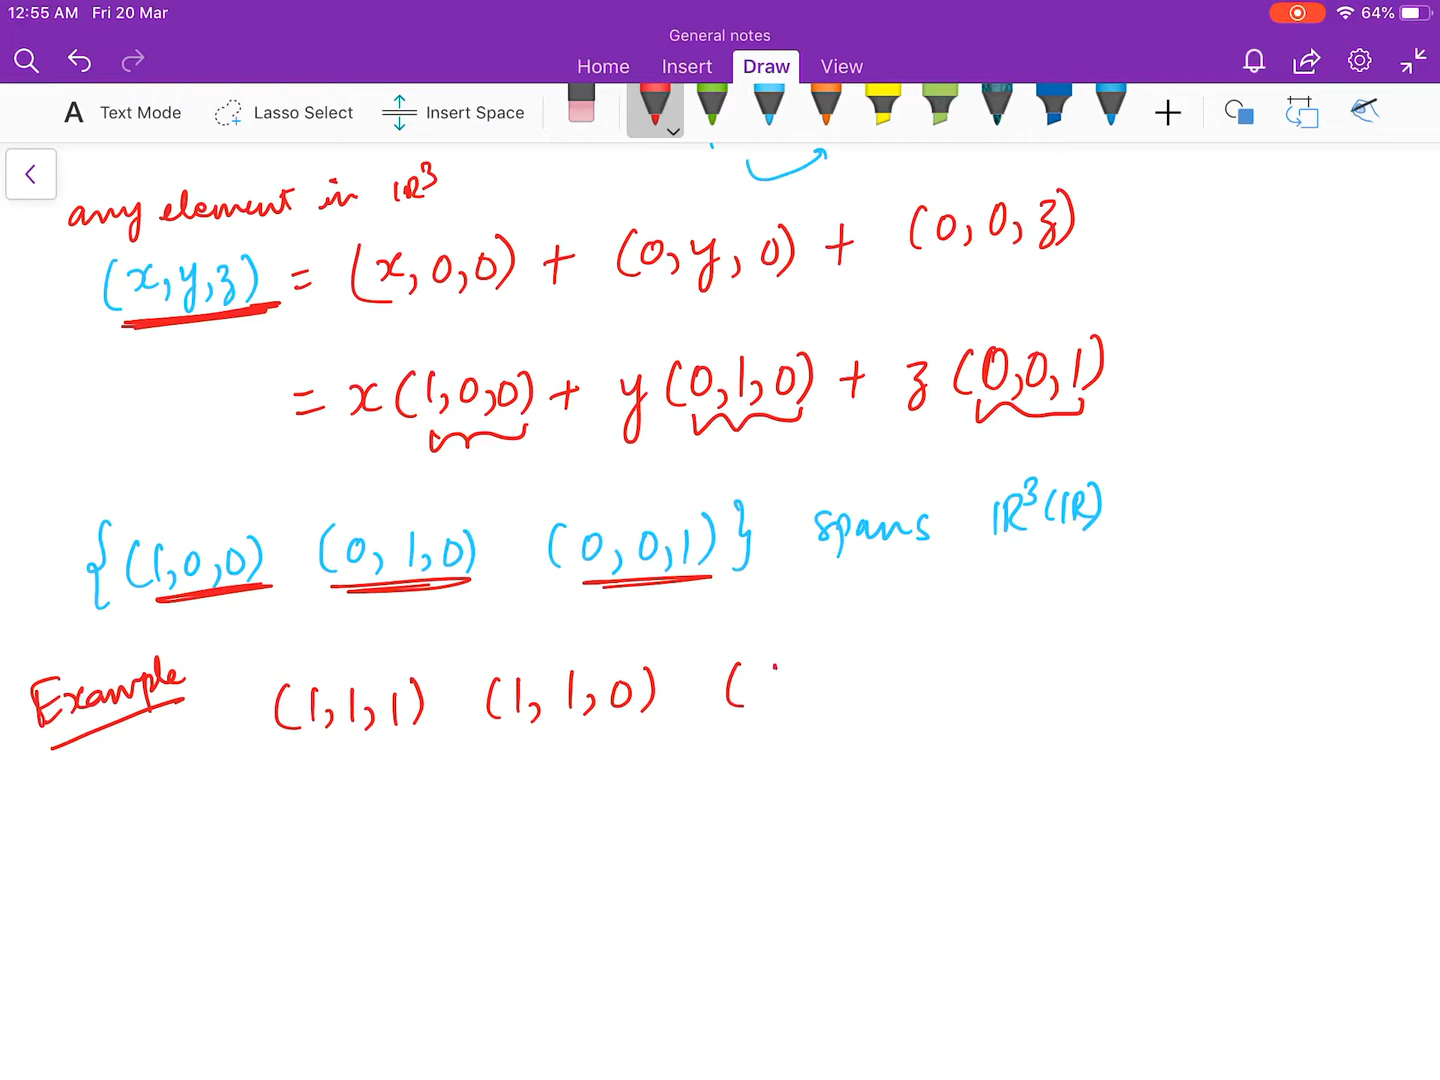 12:55 AM Fri 20 Mar 64%
General notes
Home Insert Draw View
A Text Mode Lasso Select Insert Space
any element in ℝ³
(x, y, z) = (x, 0, 0) + (0, y, 0) + (0, 0, z)
= x (1, 0, 0) + y (0, 1, 0) + z (0, 0, 1)
{(1, 0, 0) (0, 1, 0) (0, 0, 1)} spans ℝ³(ℝ)
Example (1, 1, 1) (1, 1, 0) (